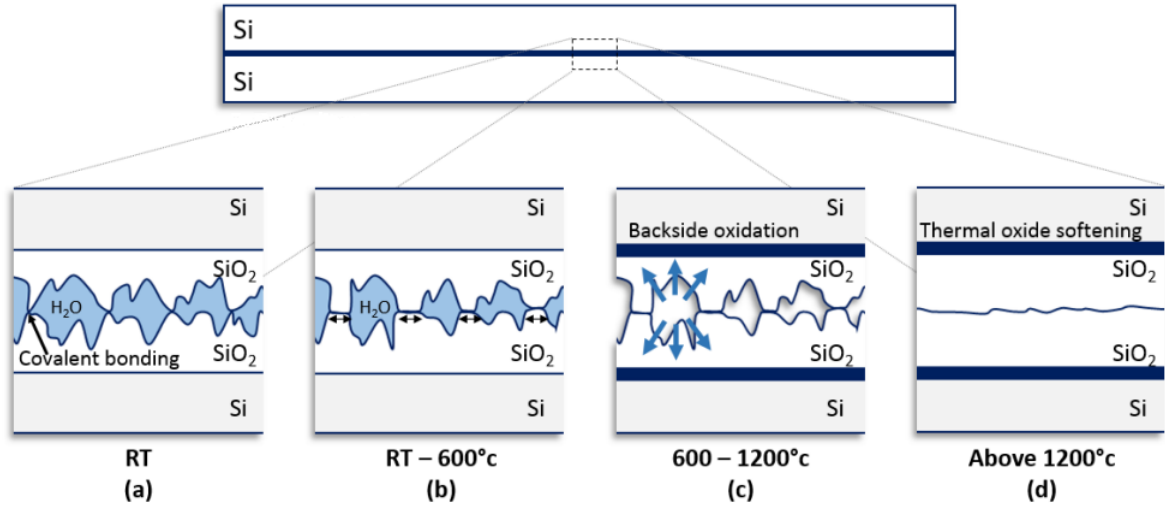 Si
Si
Si
Si
Si
Si
Backside oxidation
Thermal oxide softening
SiO₂
SiO₂
SiO₂
SiO₂
H₂O
H₂O
Covalent bonding
SiO₂
SiO₂
SiO₂
SiO₂
Si
Si
Si
Si
RT
RT – 600°c
600 – 1200°c
Above 1200°c
(a)
(b)
(c)
(d)